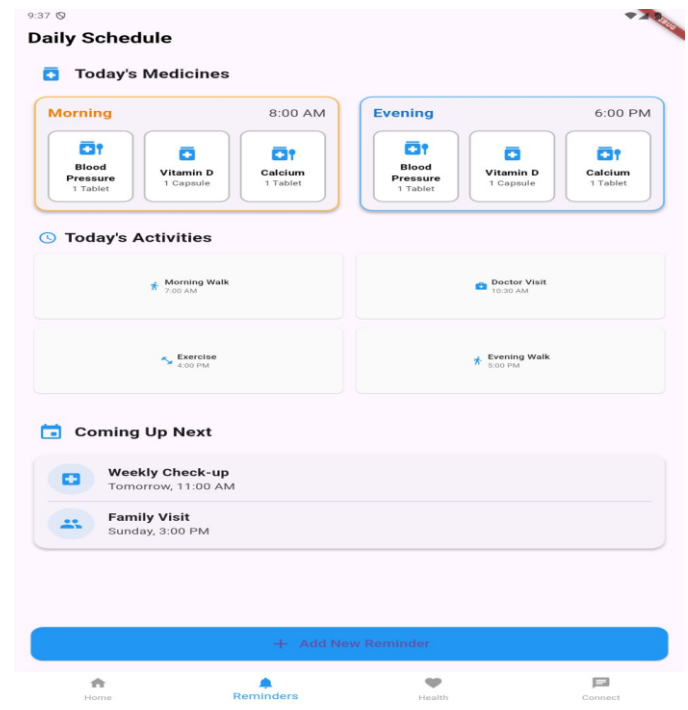 9:37
Daily Schedule
Today's Medicines
Morning 8:00 AM
Blood
Pressure
1 Tablet
Vitamin D
1 Capsule
Calcium
1 Tablet
Evening 6:00 PM
Blood
Pressure
1 Tablet
Vitamin D
1 Capsule
Calcium
1 Tablet
Today's Activities
Morning Walk
7:00 AM
Doctor Visit
10:30 AM
Exercise
4:00 PM
Evening Walk
5:00 PM
Coming Up Next
Weekly Check-up
Tomorrow, 11:00 AM
Family Visit
Sunday, 3:00 PM
+ Add New Reminder
Home
Reminders
Health
Connect